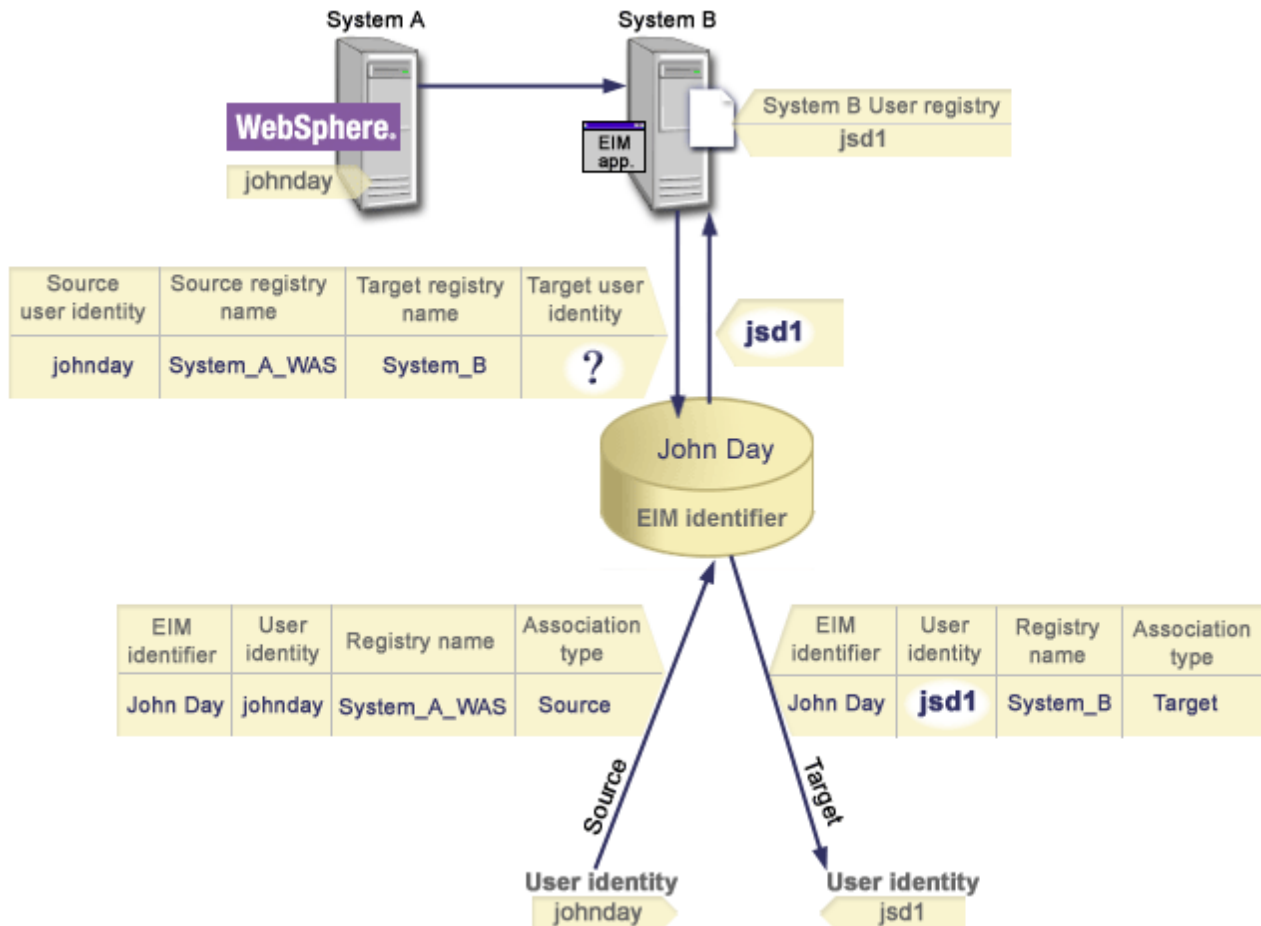 System A
System B
WebSphere.
johnday
EIM
app.
System B User registry
jsd1
Source
user identity
Source registry
name
Target registry
name
Target user
identity
johnday
System_A_WAS
System_B
?
jsd1
John Day
EIM identifier
EIM
identifier
User
identity
Registry name
Association
type
John Day
johnday
System_A_WAS
Source
EIM
identifier
User
identity
Registry
name
Association
type
John Day
jsd1
System_B
Target
Source
Target
User identity
johnday
User identity
jsd1